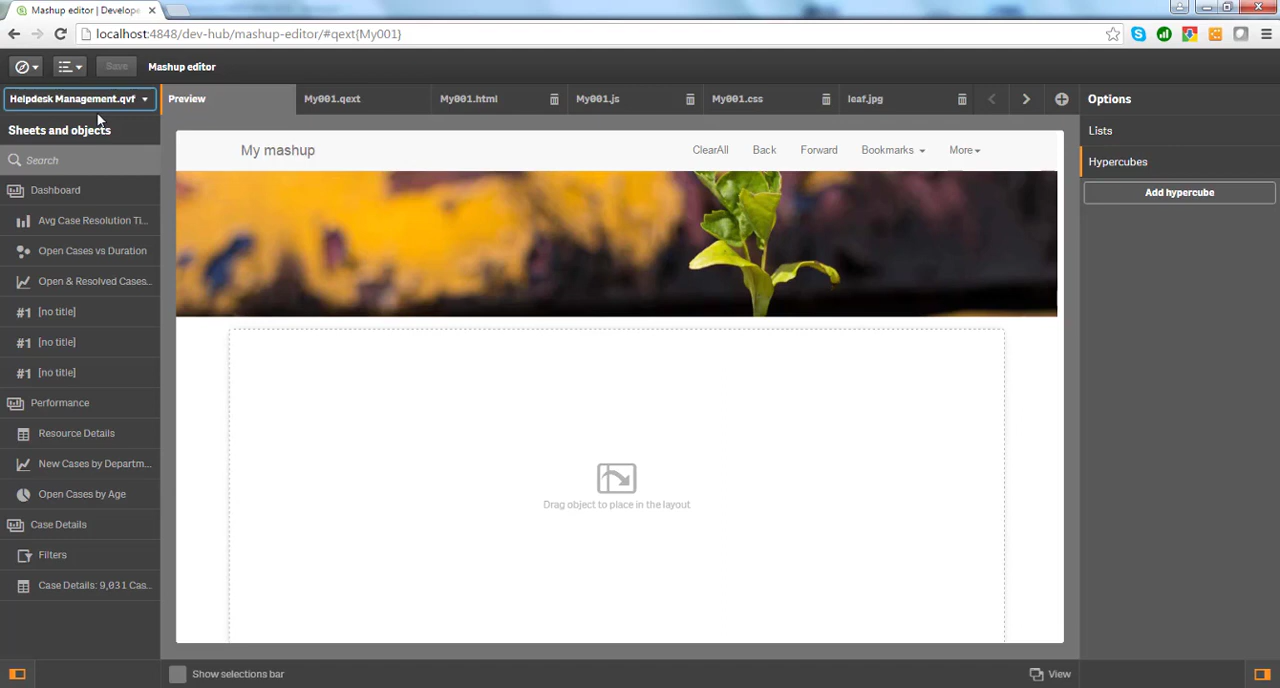 Mashup editor | Develope
localhost:4848/dev-hub/mashup-editor/#qext{My001}
Save
Mashup editor
Helpdesk Management.qvf
Preview
My001.qext
My001.html
My001.js
My001.css
leaf.jpg
Options
Sheets and objects
Lists
Search
My mashup
ClearAll
Back
Forward
Bookmarks
More
Hypercubes
Add hypercube
Dashboard
Avg Case Resolution Ti...
Open Cases vs Duration
Open & Resolved Cases...
#1 [no title]
#1 [no title]
#1 [no title]
Performance
Resource Details
New Cases by Departm...
Open Cases by Age
Case Details
Filters
Case Details: 9,031 Cas...
Drag object to place in the layout
Show selections bar
View